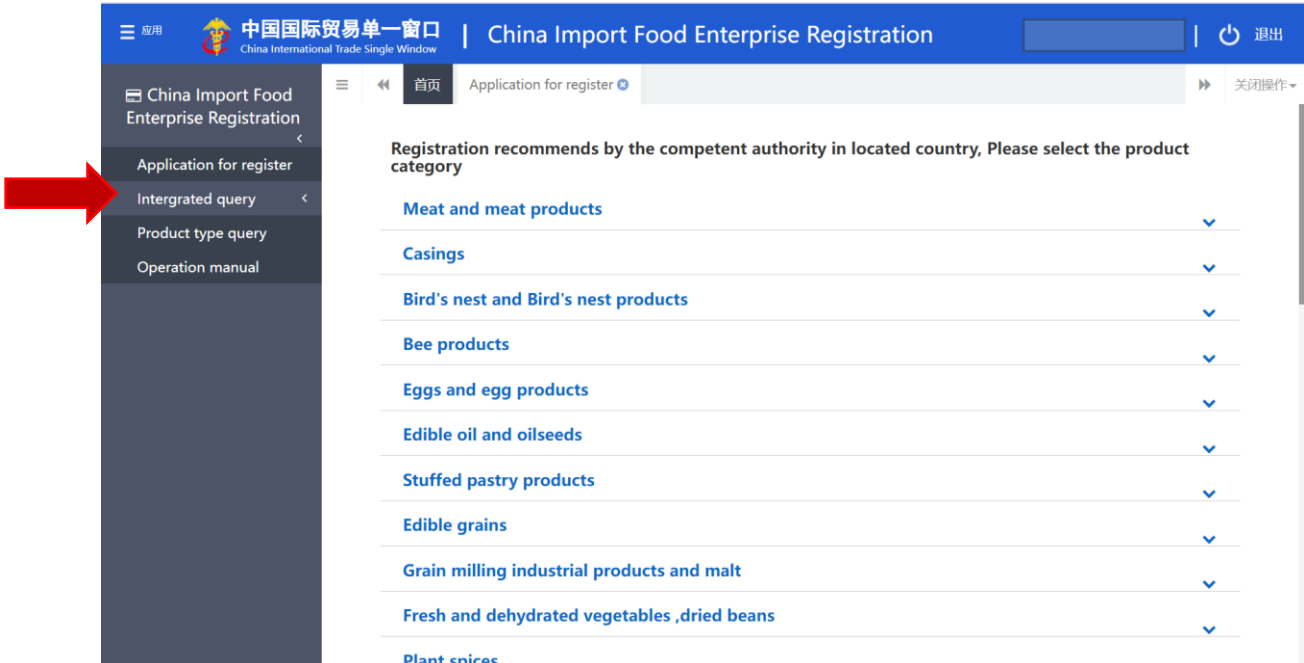 应用
中国国际贸易单一窗口
China International Trade Single Window
| China Import Food Enterprise Registration
| 退出
China Import Food
Enterprise Registration
首页
Application for register
关闭操作
Application for register
Intergrated query
Product type query
Operation manual
Registration recommends by the competent authority in located country, Please select the product
category
Meat and meat products
Casings
Bird's nest and Bird's nest products
Bee products
Eggs and egg products
Edible oil and oilseeds
Stuffed pastry products
Edible grains
Grain milling industrial products and malt
Fresh and dehydrated vegetables ,dried beans
Plant spices